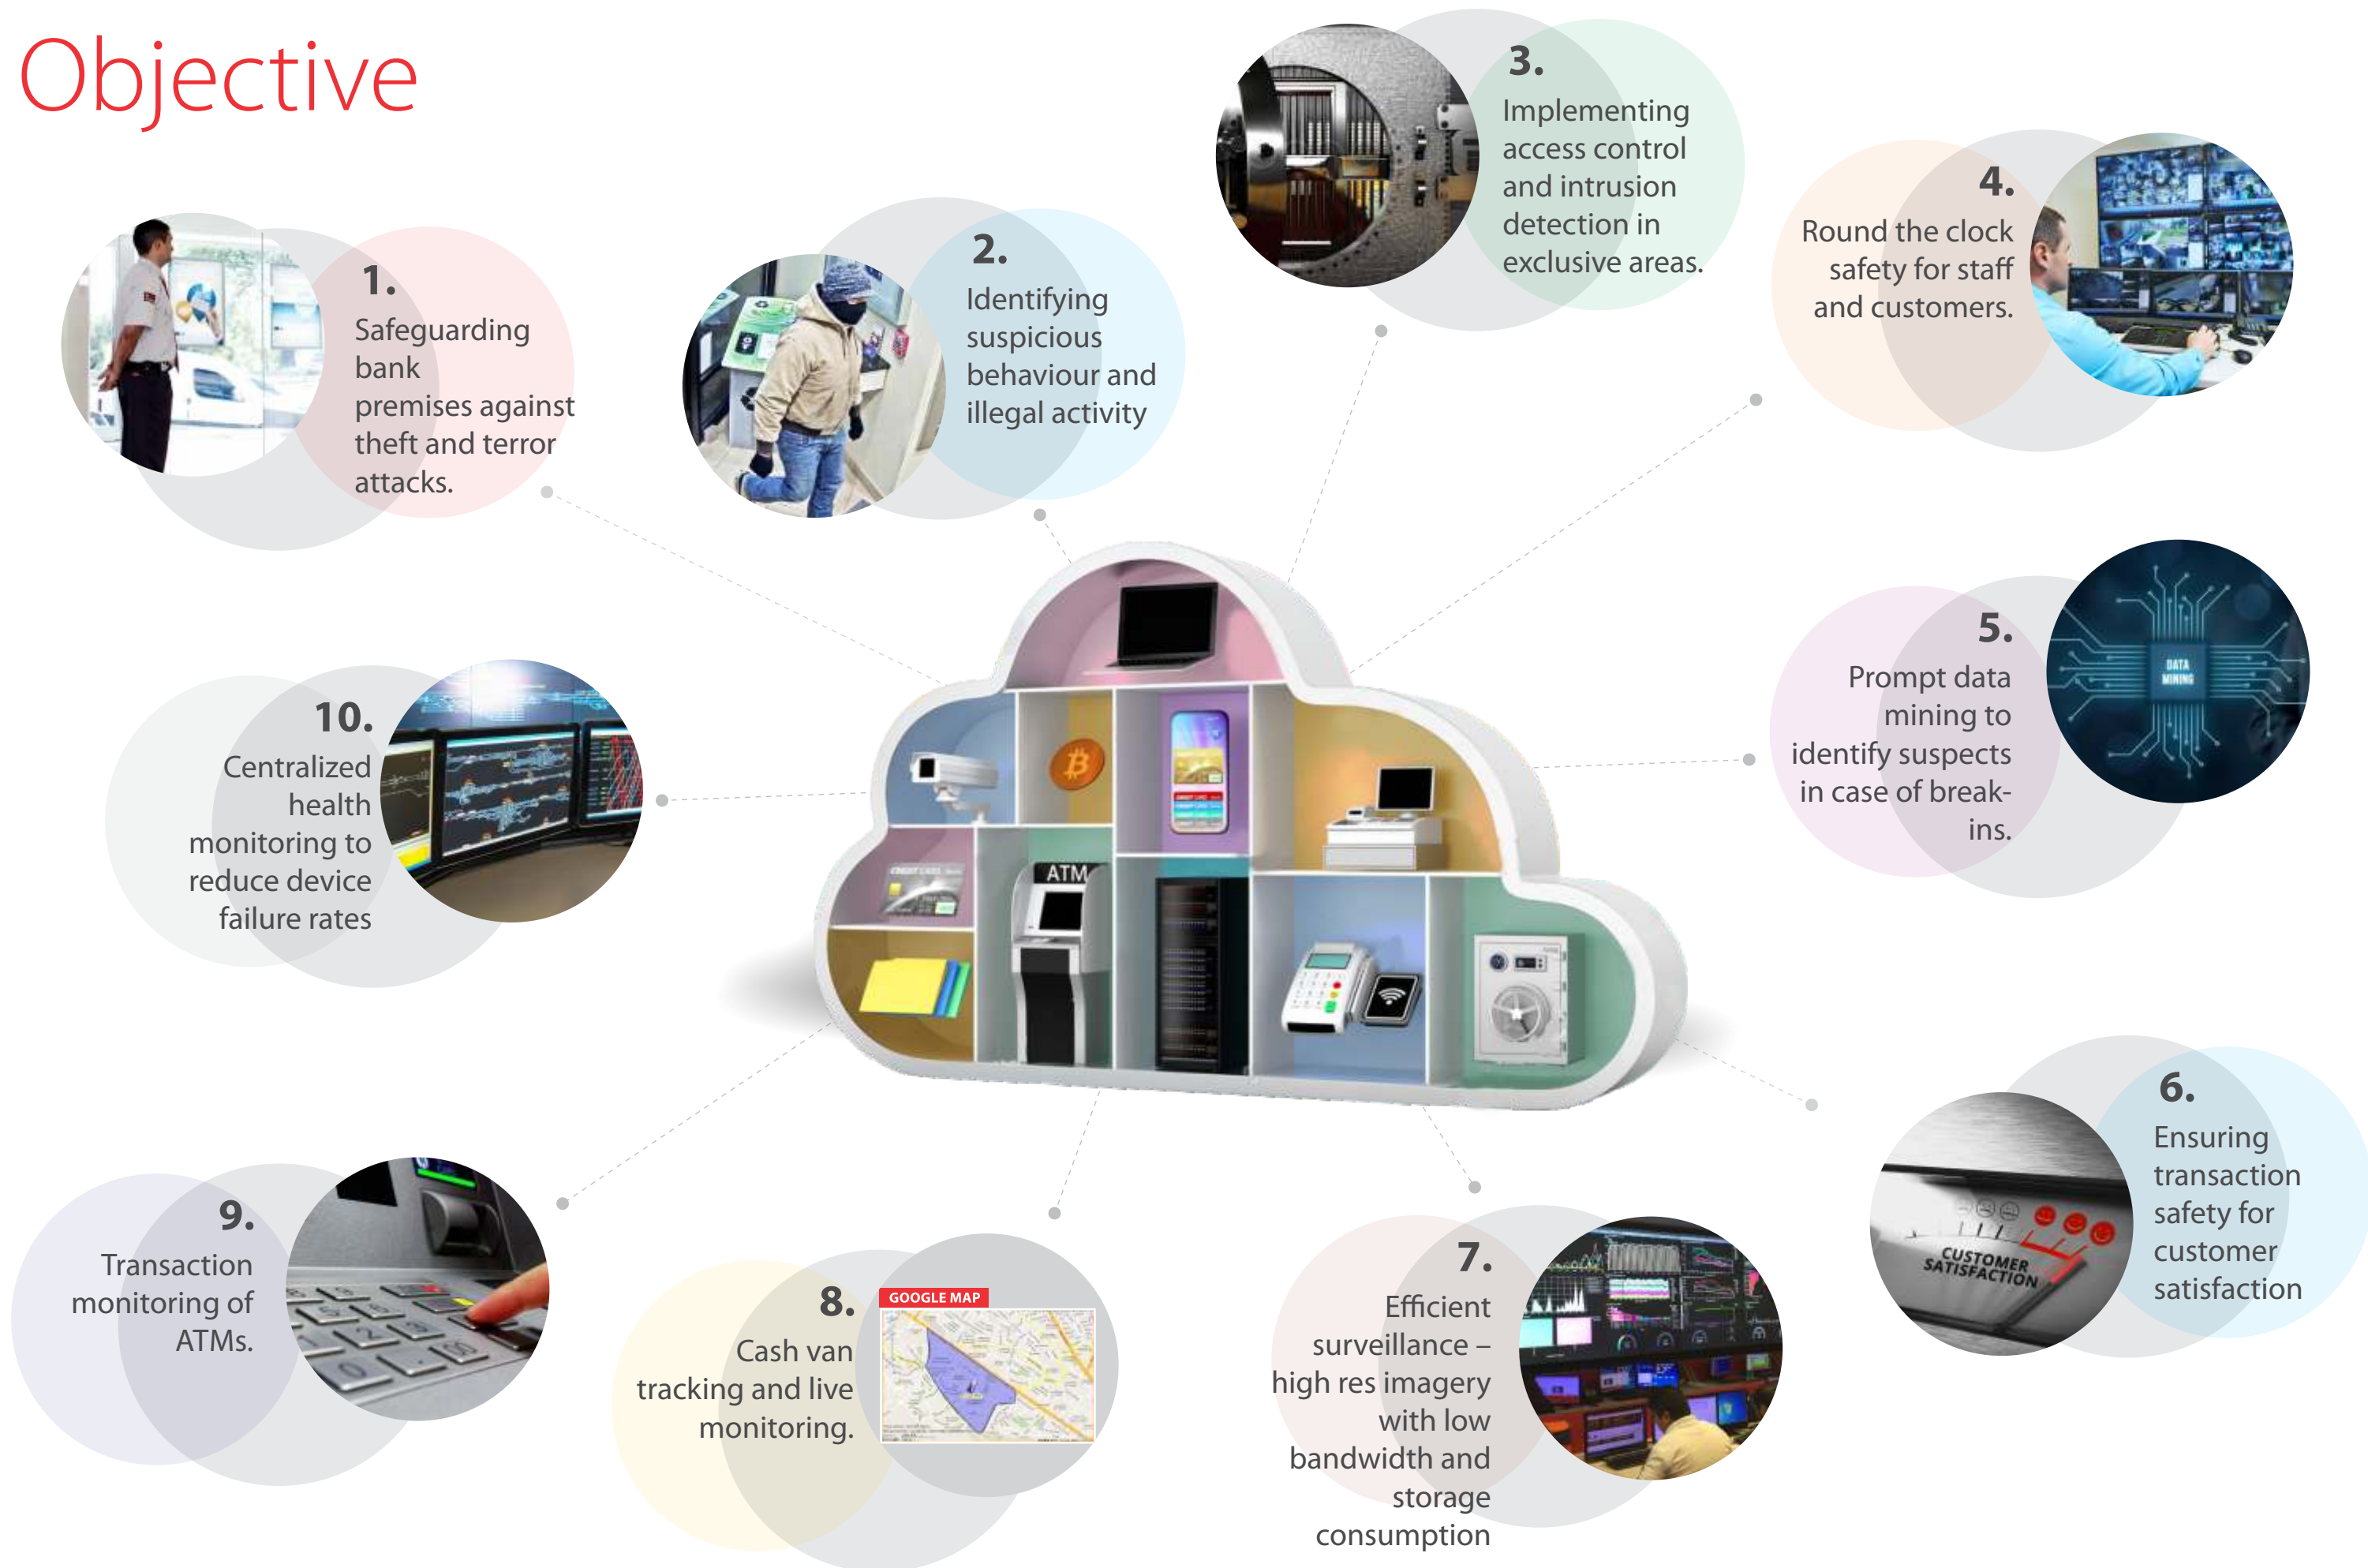 Objective
1.
Safeguarding
bank
premises against
theft and terror
attacks.
2.
Identifying
suspicious
behaviour and
illegal activity
3.
Implementing
access control
and intrusion
detection in
exclusive areas.
4.
Round the clock
safety for staff
and customers.
5.
Prompt data
mining to
identify suspects
in case of break-
ins.
DATA
MINING
6.
Ensuring
transaction
safety for
customer
satisfaction
CUSTOMER
SATISFACTION
7.
Efficient
surveillance –
high res imagery
with low
bandwidth and
storage
consumption
8.
Cash van
tracking and live
monitoring.
GOOGLE MAP
9.
Transaction
monitoring of
ATMs.
10.
Centralized
health
monitoring to
reduce device
failure rates
CREDIT CARD
ATM